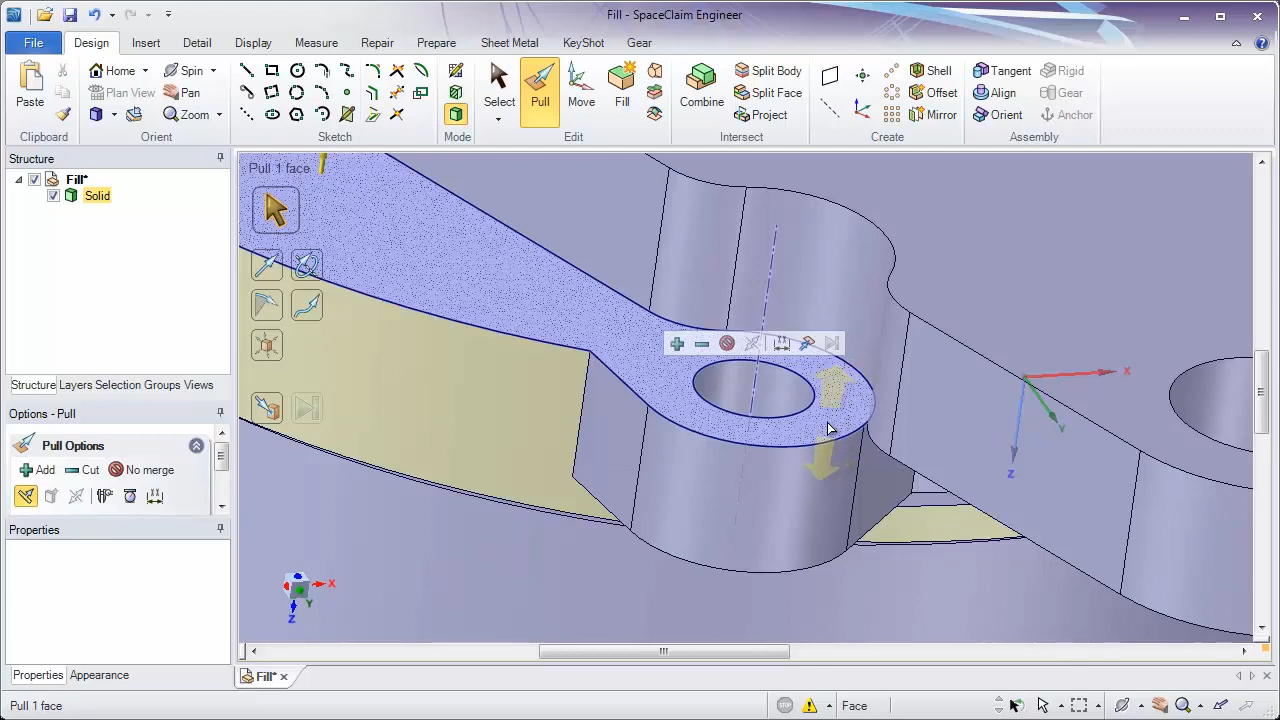 Fill - SpaceClaim Engineer
File Design Insert Detail Display Measure Repair Prepare Sheet Metal KeyShot Gear
Paste
Home
Plan View
Spin
Pan
Zoom
Select
Pull
Move
Fill
Combine
Split Body
Split Face
Project
Shell
Offset
Mirror
Tangent
Align
Orient
Rigid
Gear
Anchor
Clipboard Orient Sketch Mode Edit Intersect Create Assembly
Structure
Fill*
Solid
Structure Layers Selection Groups Views
Options - Pull
Pull Options
Add Cut No merge
Properties
Properties Appearance
Pull 1 face
X
Y
Z
X
Y
Z
Fill*
Pull 1 face
Face